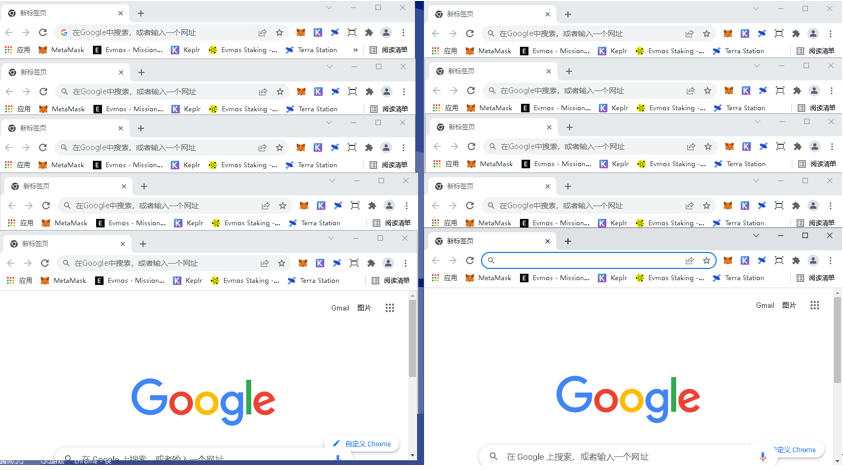 新标签页
在Google中搜索，或者输入一个网址
应用 MetaMask Evmos - Mission... Keplr Evmos Staking -... Terra Station » 阅读清单
新标签页
在Google中搜索，或者输入一个网址
应用 MetaMask Evmos - Mission... Keplr Evmos Staking -... Terra Station 阅读清单
新标签页
在Google中搜索，或者输入一个网址
应用 MetaMask Evmos - Mission... Keplr Evmos Staking -... Terra Station 阅读清单
新标签页
在Google中搜索，或者输入一个网址
应用 MetaMask Evmos - Mission... Keplr Evmos Staking -... Terra Station 阅读清单
新标签页
在Google中搜索，或者输入一个网址
应用 MetaMask Evmos - Mission... Keplr Evmos Staking -... Terra Station 阅读清单
Gmail 图片
Google
自定义 Chrome
在 Google 上搜索，或者输入一个网址
新标签页
在Google中搜索，或者输入一个网址
应用 MetaMask Evmos - Mission... Keplr Evmos Staking -... Terra Station 阅读清单
新标签页
在Google中搜索，或者输入一个网址
应用 MetaMask Evmos - Mission... Keplr Evmos Staking -... Terra Station 阅读清单
新标签页
在Google中搜索，或者输入一个网址
应用 MetaMask Evmos - Mission... Keplr Evmos Staking -... Terra Station 阅读清单
新标签页
在Google中搜索，或者输入一个网址
应用 MetaMask Evmos - Mission... Keplr Evmos Staking -... Terra Station 阅读清单
新标签页
应用 MetaMask Evmos - Mission... Keplr Evmos Staking -... Terra Station 阅读清单
Gmail 图片
Google
定义 Chrome
在 Google 上搜索，或者输入一个网址